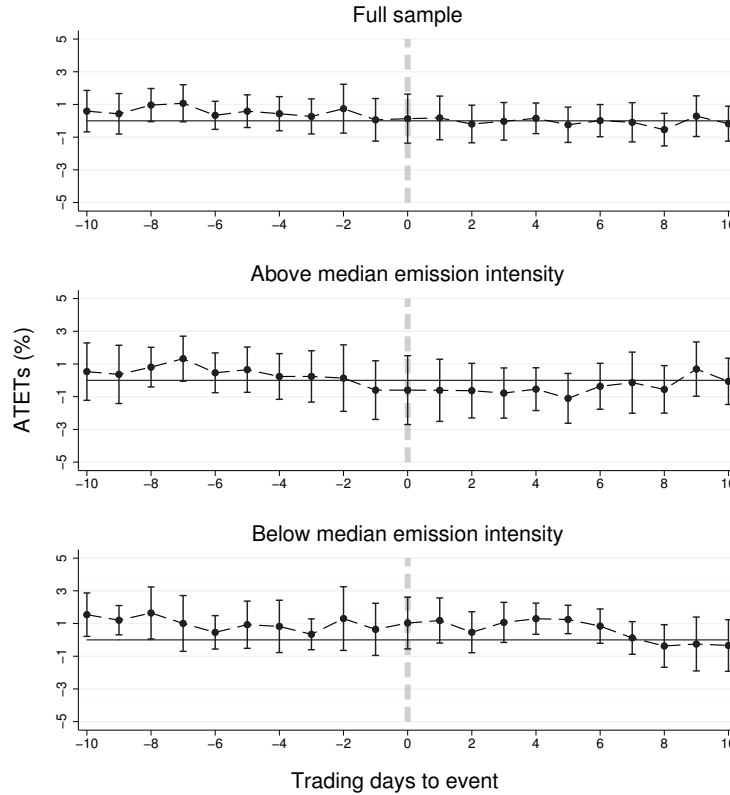 Full sample
5
3
1
−1
−3
−5
−10 −8 −6 −4 −2 0 2 4 6 8 10
Above median emission intensity
5
3
1
−1
−3
−5
−10 −8 −6 −4 −2 0 2 4 6 8 10
Below median emission intensity
5
3
1
−1
−3
−5
−10 −8 −6 −4 −2 0 2 4 6 8 10
ATETs (%)
Trading days to event